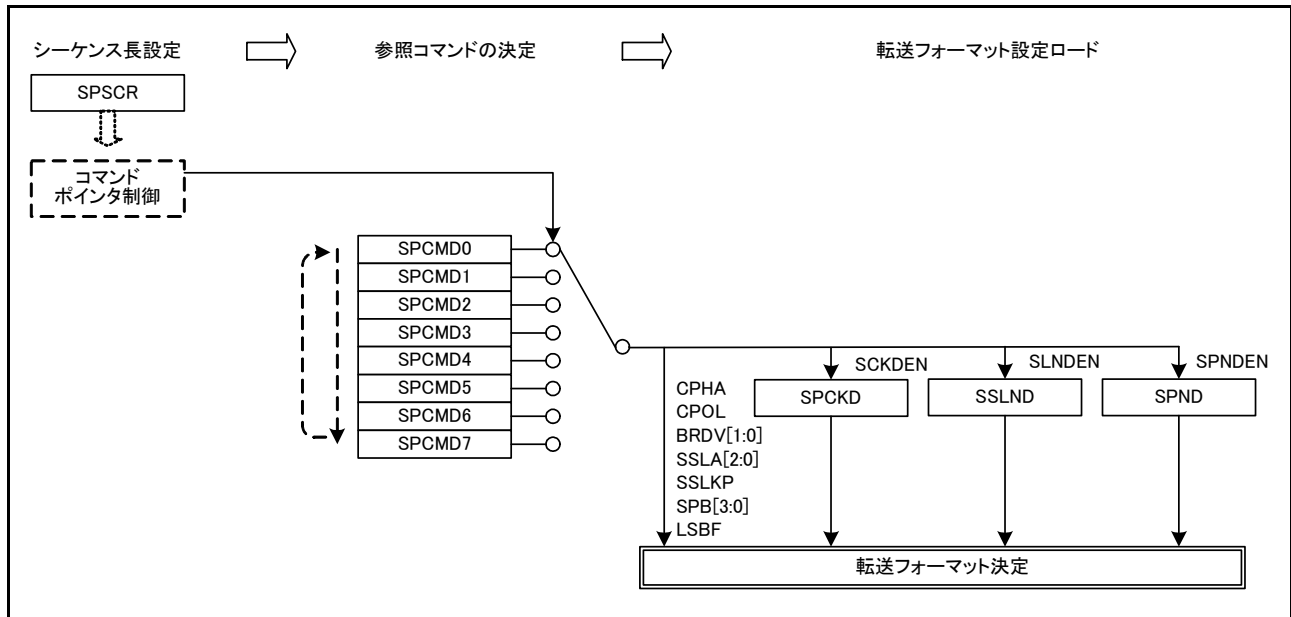 シーケンス長設定
参照コマンドの決定
転送フォーマット設定ロード
SPSCR
コマンド
ポインタ制御
SPCMD0
SPCMD1
SPCMD2
SPCMD3
SPCMD4
SPCMD5
SPCMD6
SPCMD7
SCKDEN
SLNDEN
SPNDEN
CPHA
CPOL
BRDV[1:0]
SSLA[2:0]
SSLKP
SPB[3:0]
LSBF
SPCKD
SSLND
SPND
転送フォーマット決定